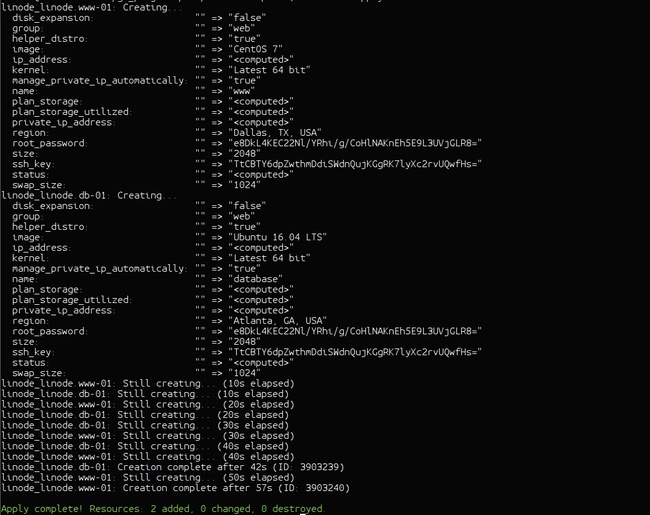 linode_linode.www-01: Creating...
disk_expansion: "" => "false"
group: "" => "web"
helper_distro: "" => "true"
image: "" => "CentOS 7"
ip_address: "" => "<computed>"
kernel: "" => "Latest 64 bit"
manage_private_ip_automatically: "" => "true"
name: "" => "www"
plan_storage: "" => "<computed>"
plan_storage_utilized: "" => "<computed>"
private_ip_address: "" => "<computed>"
region: "" => "Dallas, TX, USA"
root_password: "" => "e8DkL4KEC22Nl/YRhi/g/CoHlNAKnEh5E9L3UVjGLR8="
size: "" => "2048"
ssh_key: "" => "TtCBTY6dpZwthmDdiSWdnQujKGgRK7lyXc2rvUQwfHs="
status: "" => "<computed>"
swap_size: "" => "1024"
linode_linode.db-01: Creating...
disk_expansion: "" => "false"
group: "" => "web"
helper_distro: "" => "true"
image: "" => "Ubuntu 16.04 LTS"
ip_address: "" => "<computed>"
kernel: "" => "Latest 64 bit"
manage_private_ip_automatically: "" => "true"
name: "" => "database"
plan_storage: "" => "<computed>"
plan_storage_utilized: "" => "<computed>"
private_ip_address: "" => "<computed>"
region: "" => "Atlanta, GA, USA"
root_password: "" => "e8DkL4KEC22Nl/YRhi/g/CoHlNAKnEh5E9L3UVjGLR8="
size: "" => "2048"
ssh_key: "" => "TtCBTY6dpZwthmDdiSWdnQujKGgRK7lyXc2rvUQwfHs="
status: "" => "<computed>"
swap_size: "" => "1024"
linode_linode.www-01: Still creating... (10s elapsed)
linode_linode.db-01: Still creating... (10s elapsed)
linode_linode.www-01: Still creating... (20s elapsed)
linode_linode.db-01: Still creating... (20s elapsed)
linode_linode.db-01: Still creating... (30s elapsed)
linode_linode.www-01: Still creating... (30s elapsed)
linode_linode.db-01: Still creating... (40s elapsed)
linode_linode.www-01: Still creating... (40s elapsed)
linode_linode.db-01: Creation complete after 42s (ID: 3903239)
linode_linode.www-01: Still creating... (50s elapsed)
linode_linode.www-01: Creation complete after 57s (ID: 3903240)
Apply complete! Resources: 2 added, 0 changed, 0 destroyed.